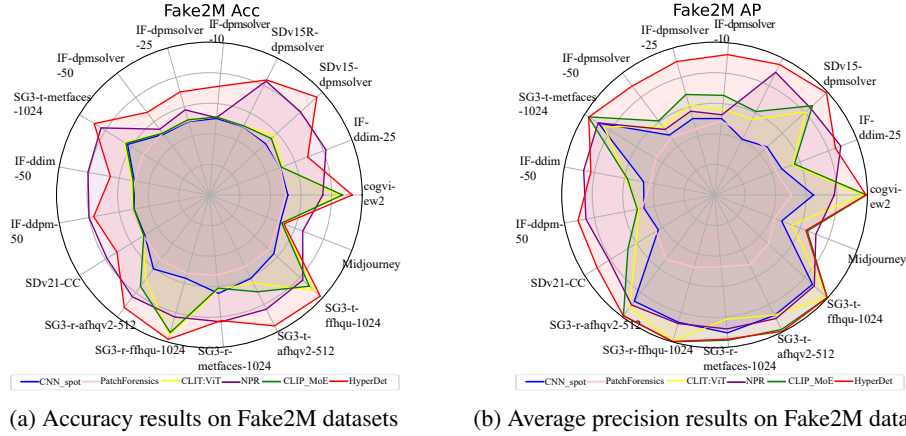 Fake2M Acc
IF-dpmsolver
-10
IF-dpmsolver
-25
SDv15R-
dpmsolver
IF-dpmsolver
-50
SDv15-
dpmsolver
SG3-t-metfaces
-1024
IF-
ddim-25
IF-ddim
-50
cogvi-
ew2
IF-ddpm-
50
Midjourney
SDv21-CC
SG3-t-
ffhqu-1024
SG3-r-afhqv2-512
SG3-t-
afhqv2-512
SG3-r-ffhqu-1024
SG3-r-
metfaces-1024
CNN_spot PatchForensics CLIT:ViT NPR CLIP_MoE HyperDet
(a) Accuracy results on Fake2M datasets
Fake2M AP
IF-dpmsolver
-10
IF-dpmsolver
-25
IF-dpmsolver
-50
SDv15-
dpmsolver
SG3-t-metfaces
-1024
IF-
ddim-25
IF-ddim
-50
cogvi-
ew2
IF-ddpm-
50
Midjourney
SDv21-CC
SG3-t-
ffhqu-1024
SG3-r-afhqv2-512
SG3-t-
afhqv2-512
SG3-r-ffhqu-1024
SG3-r-
metfaces-1024
CNN_spot PatchForensics CLIT:ViT NPR CLIP_MoE HyperDet
(b) Average precision results on Fake2M data